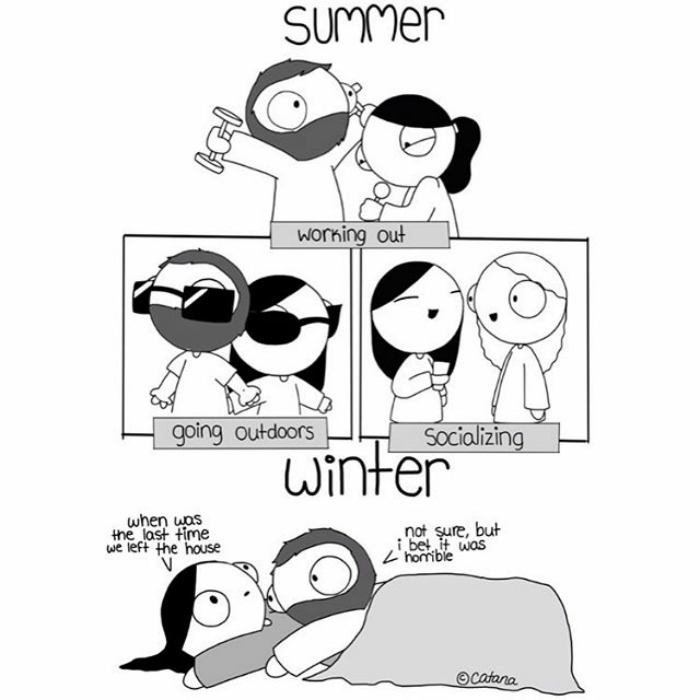 summer
working out
going outdoors
Socializing
winter
when was
the last time
we left the house
not sure, but
i bet it was
horrible
©Catana